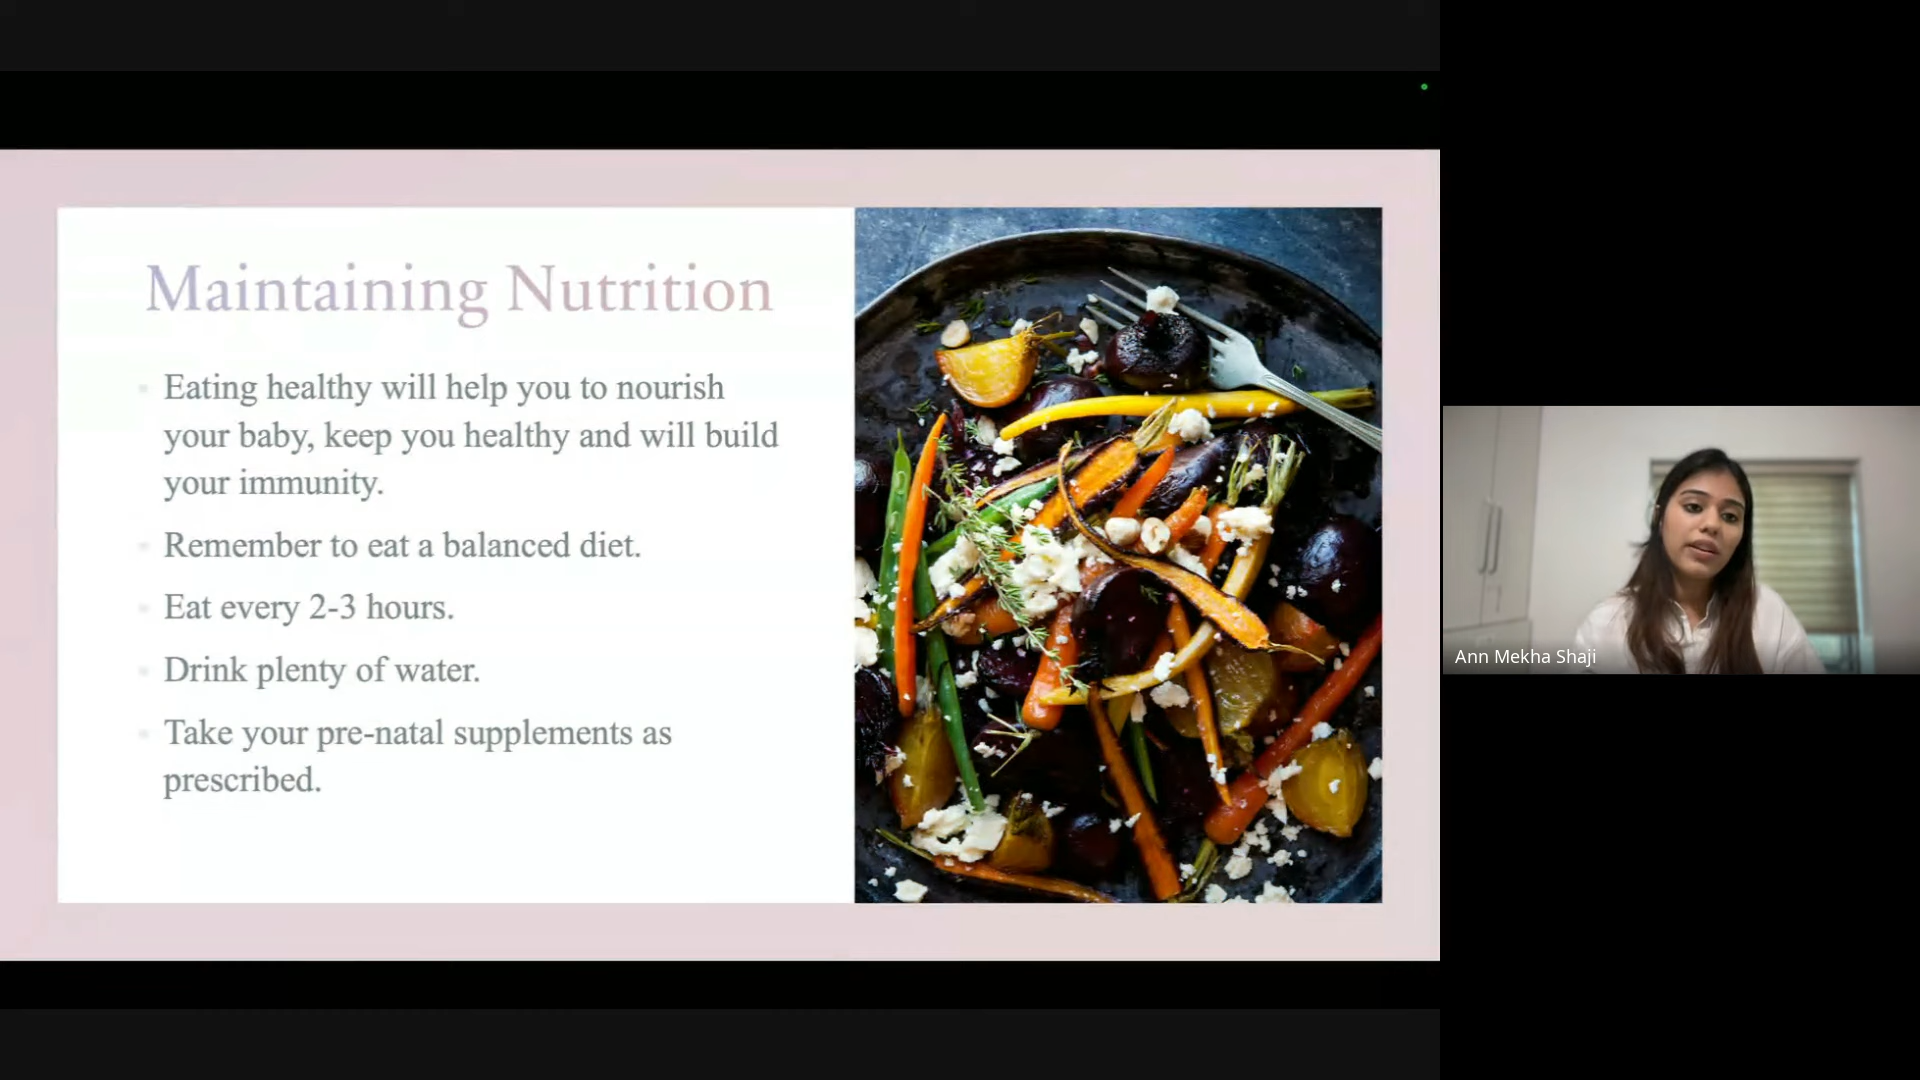 Maintaining Nutrition
Eating healthy will help you to nourish
your baby, keep you healthy and will build
your immunity.
Remember to eat a balanced diet.
Eat every 2-3 hours.
Drink plenty of water.
Take your pre-natal supplements as
prescribed.
Ann Mekha Shaji